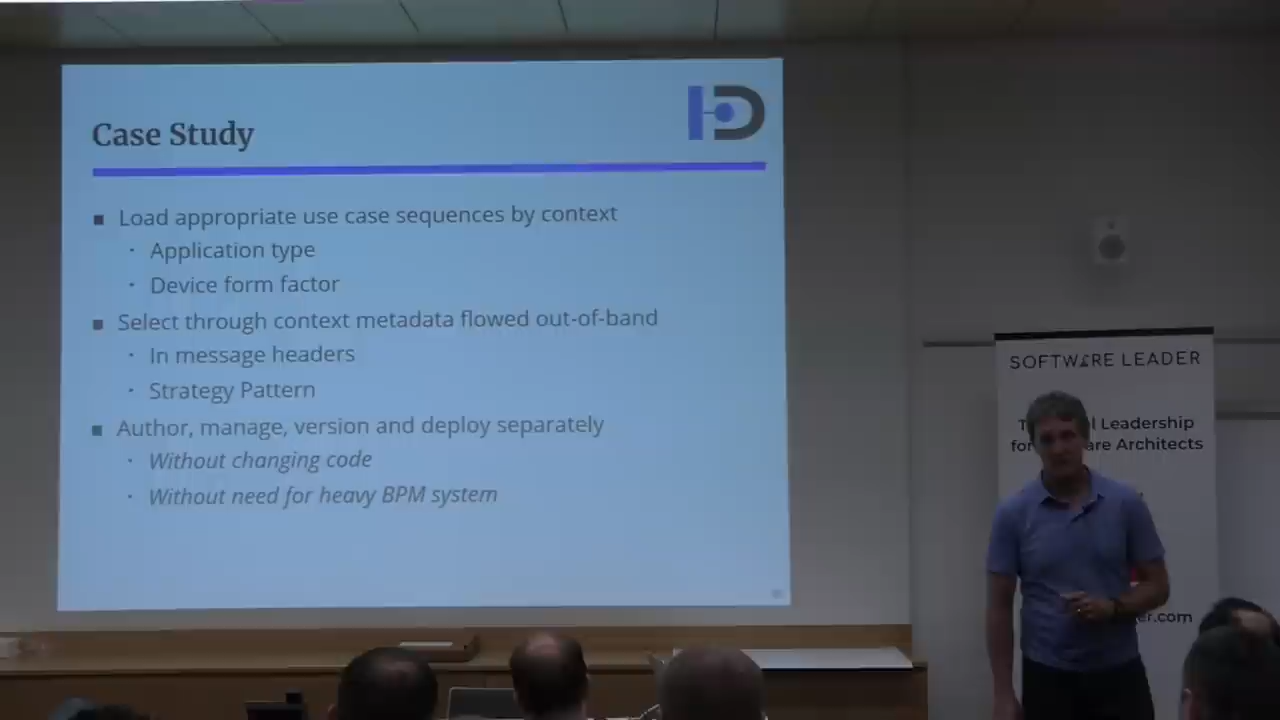 Case Study
Load appropriate use case sequences by context
Application type
Device form factor
Select through context metadata flowed out-of-band
In message headers
Strategy Pattern
Author, manage, version and deploy separately
Without changing code
Without need for heavy BPM system
SOFTWARE LEADER
Leadership
Architects